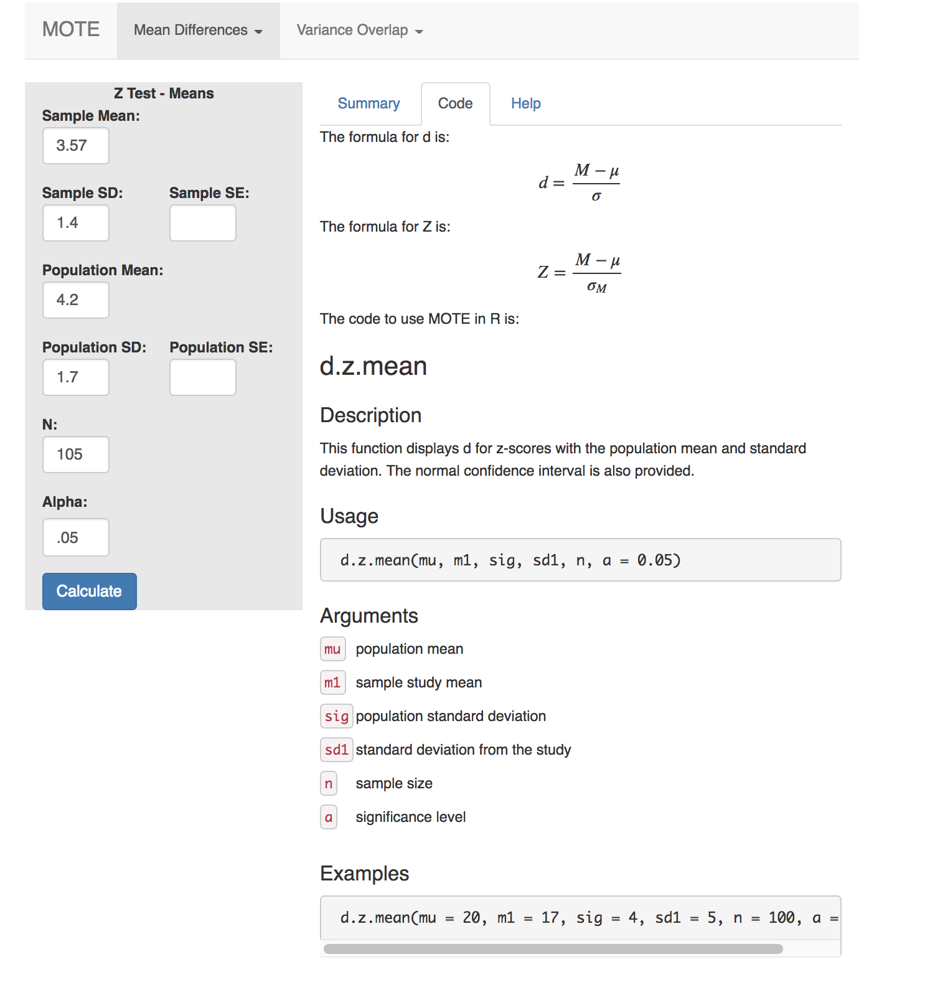 MOTE Mean Differences Variance Overlap
Z Test - Means
Sample Mean:
3.57
Sample SD: Sample SE:
1.4
Population Mean:
4.2
Population SD: Population SE:
1.7
N:
105
Alpha:
.05
Calculate
Summary Code Help
The formula for d is:
d = \frac{M − μ}{σ}
The formula for Z is:
Z = \frac{M − μ}{σ_M}
The code to use MOTE in R is:
d.z.mean
Description
This function displays d for z-scores with the population mean and standard
deviation. The normal confidence interval is also provided.
Usage
d.z.mean(mu, m1, sig, sd1, n, a = 0.05)
Arguments
mu population mean
m1 sample study mean
sig population standard deviation
sd1 standard deviation from the study
n sample size
a significance level
Examples
d.z.mean(mu = 20, m1 = 17, sig = 4, sd1 = 5, n = 100, a =